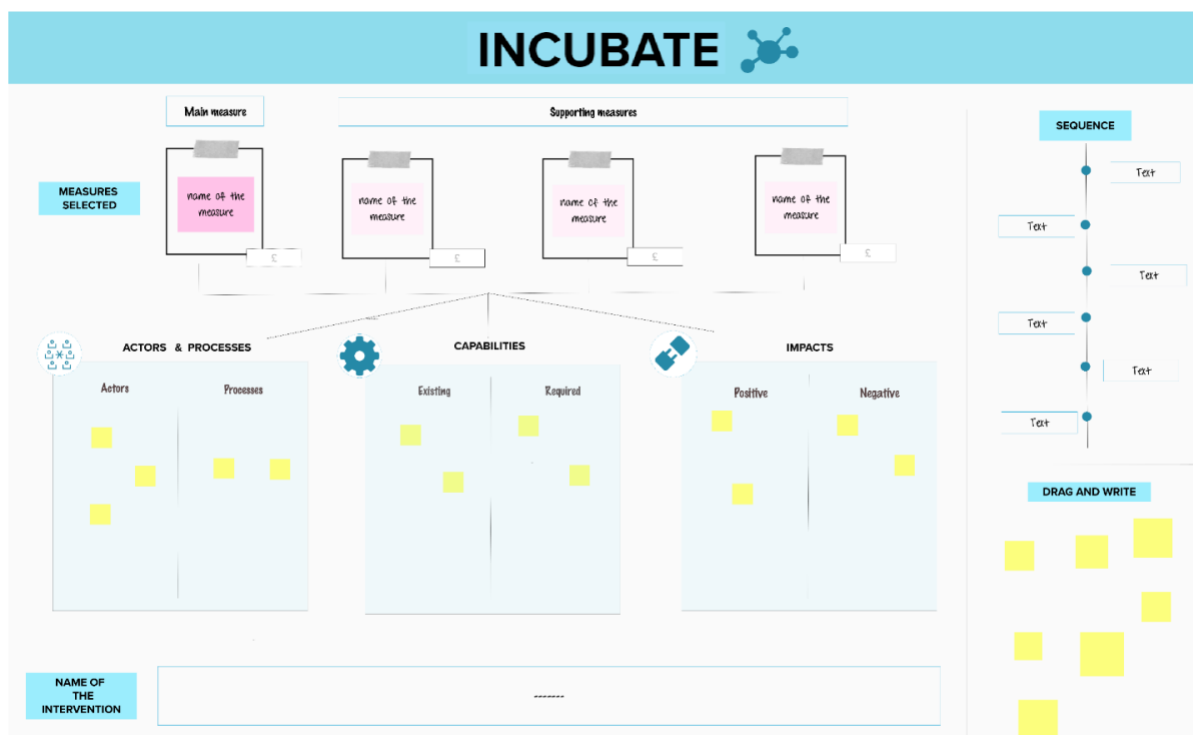 INCUBATE
Main measure
Supporting measures
MEASURES
SELECTED
name of the
measure
£
name of the
measure
£
name of the
measure
£
name of the
measure
£
ACTORS & PROCESSES
Actors
Processes
CAPABILITIES
Existing
Required
IMPACTS
Positive
Negative
NAME OF
THE
INTERVENTION
-------
SEQUENCE
Text
Text
Text
Text
Text
Text
DRAG AND WRITE